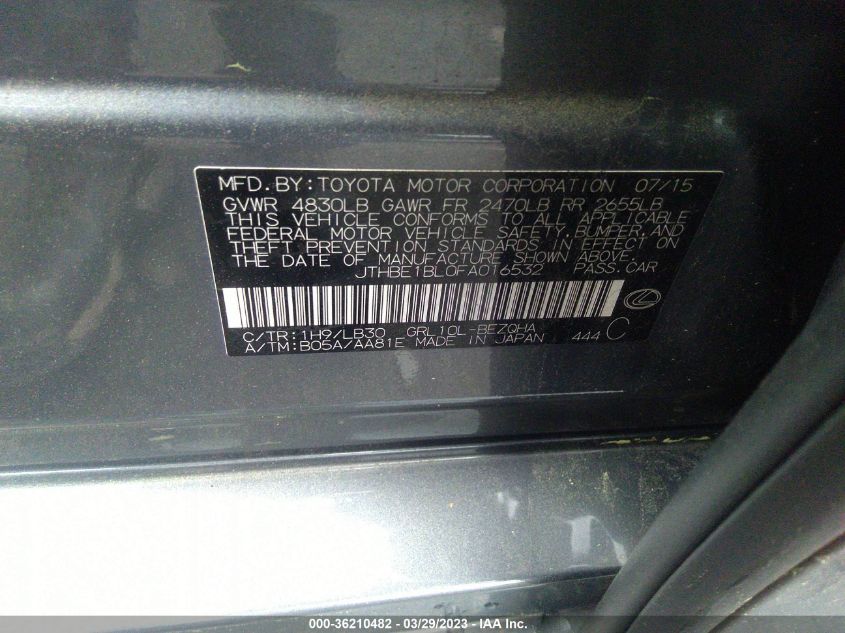 MFD.BY:TOYOTA MOTOR CORPORATION 07/15
GVWR 4830LB GAWR FR 2470LB RR 2655LB
THIS VEHICLE CONFORMS TO ALL APPLICABLE
FEDERAL MOTOR VEHICLE SAFETY,BUMPER,AND
THEFT PREVENTION STANDARDS IN EFFECT ON
THE DATE OF MANUFACTURE SHOWN ABOVE.
JTHBE1BL0FA016532 PASS.CAR
C/TR:1H9/LB30 GRL10L-BEZQHA
A/TM:B05A/AA81E MADE IN JAPAN 444 C
000-36210482 - 03/29/2023 - © IAA Inc.